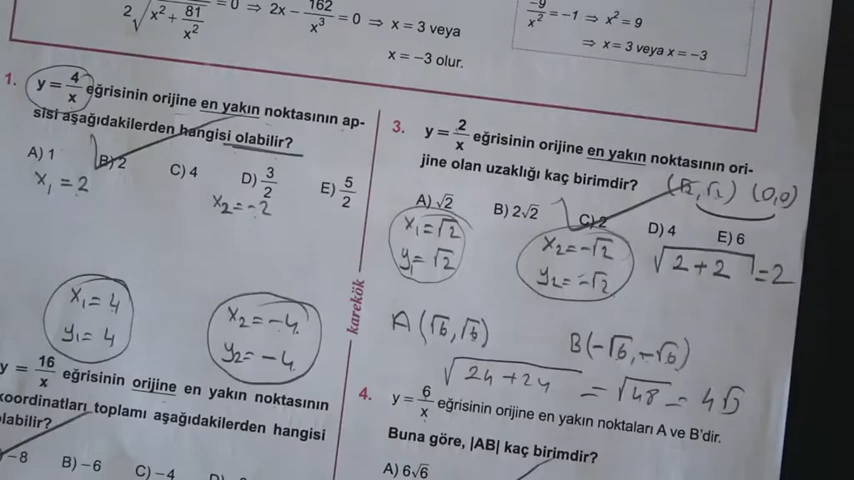 2√x² + 81/x² = 0 ⇒ 2x − 162/x³ = 0 ⇒ x = 3 veya
x = −3 olur.
−9/x² = −1 ⇒ x² = 9
⇒ x = 3 veya x = −3
1. y = 4/x eğrisinin orijine en yakın noktasının ap-
sisi aşağıdakilerden hangisi olabilir?
A) 1 B) 2 C) 4 D) 3/2 E) 5/2
x₁ = 2 x₂ = −2
x₁ = 4
y₁ = 4
x₂ = −4
y₂ = −4
y = 16/x eğrisinin orijine en yakın noktasının
koordinatları toplamı aşağıdakilerden hangisi
olabilir?
−8 B) −6 C) −4
karekök
3. y = 2/x eğrisinin orijine en yakın noktasının ori-
jine olan uzaklığı kaç birimdir?
(√2, √2) (0,0)
A) √2 B) 2√2 C) 2 D) 4 E) 6
x₁ = √2
y₁ = √2
x₂ = −√2
y₂ = −√2
√2 + 2 = 2
A(√6, √6) B(−√6, −√6)
√24 + 24 = √48 = 4√3
4. y = 6/x eğrisinin orijine en yakın noktaları A ve B'dir.
Buna göre, |AB| kaç birimdir?
A) 6√6